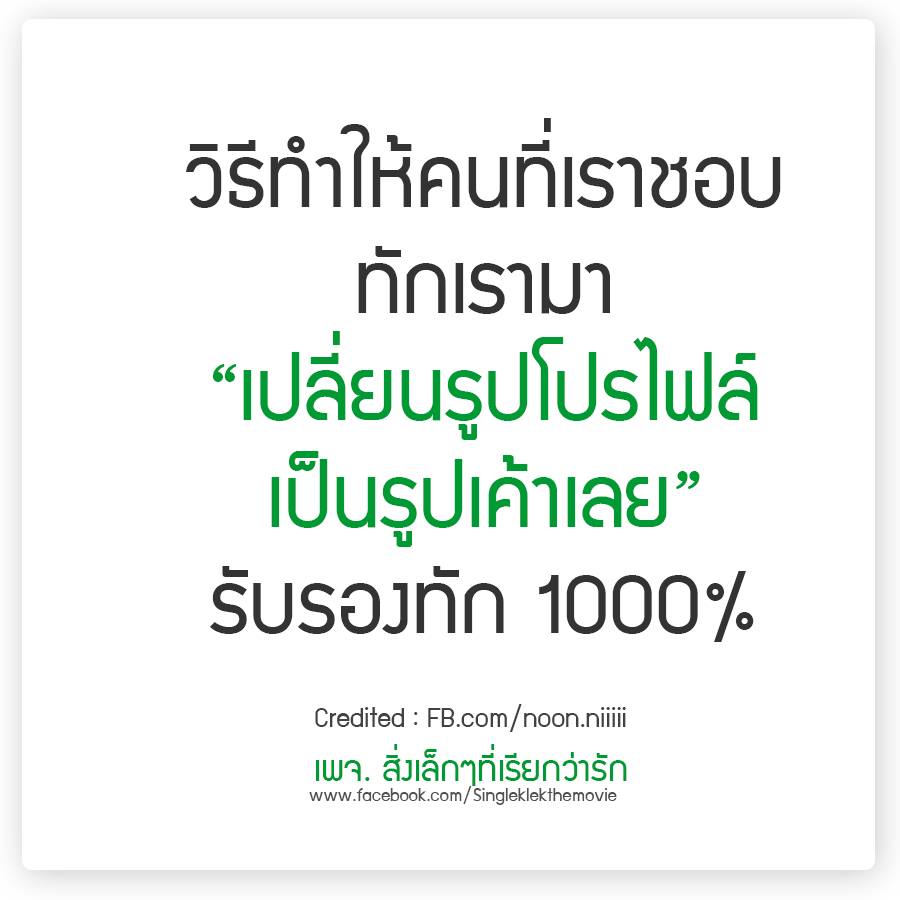 วิธีทำให้คนที่เราชอบ
ทักเรามา
“เปลี่ยนรูปโปรไฟล์
เป็นรูปเค้าเลย”
รับรองทัก 1000%
Credited : FB.com/noon.niiiii
เพจ. สิ่งเล็กๆที่เรียกว่ารัก
www.facebook.com/Singleklekthemovie